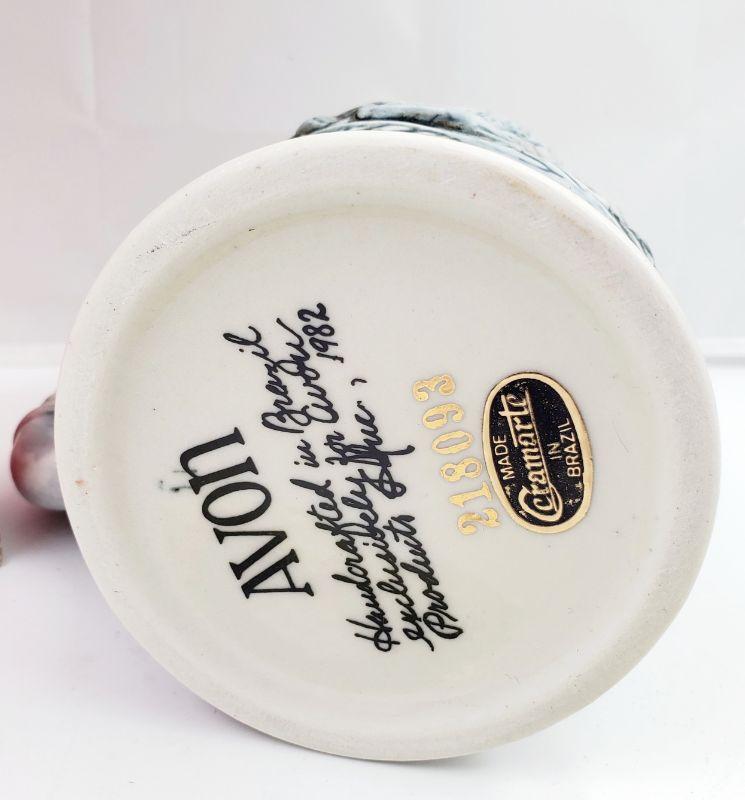 AVON
Handcrafted in Brazil
exclusively for Avon
Products, Inc., 1982
218093
MADE
Ceramarte
IN
BRAZIL